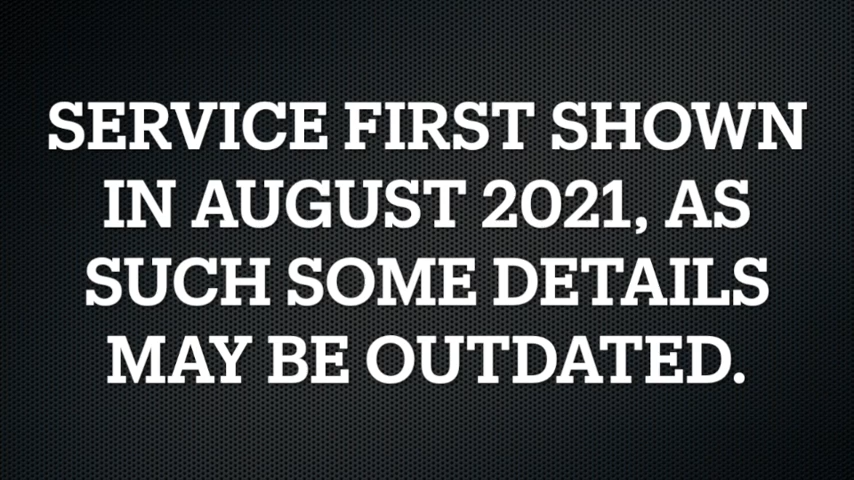 SERVICE FIRST SHOWN
IN AUGUST 2021, AS
SUCH SOME DETAILS
MAY BE OUTDATED.